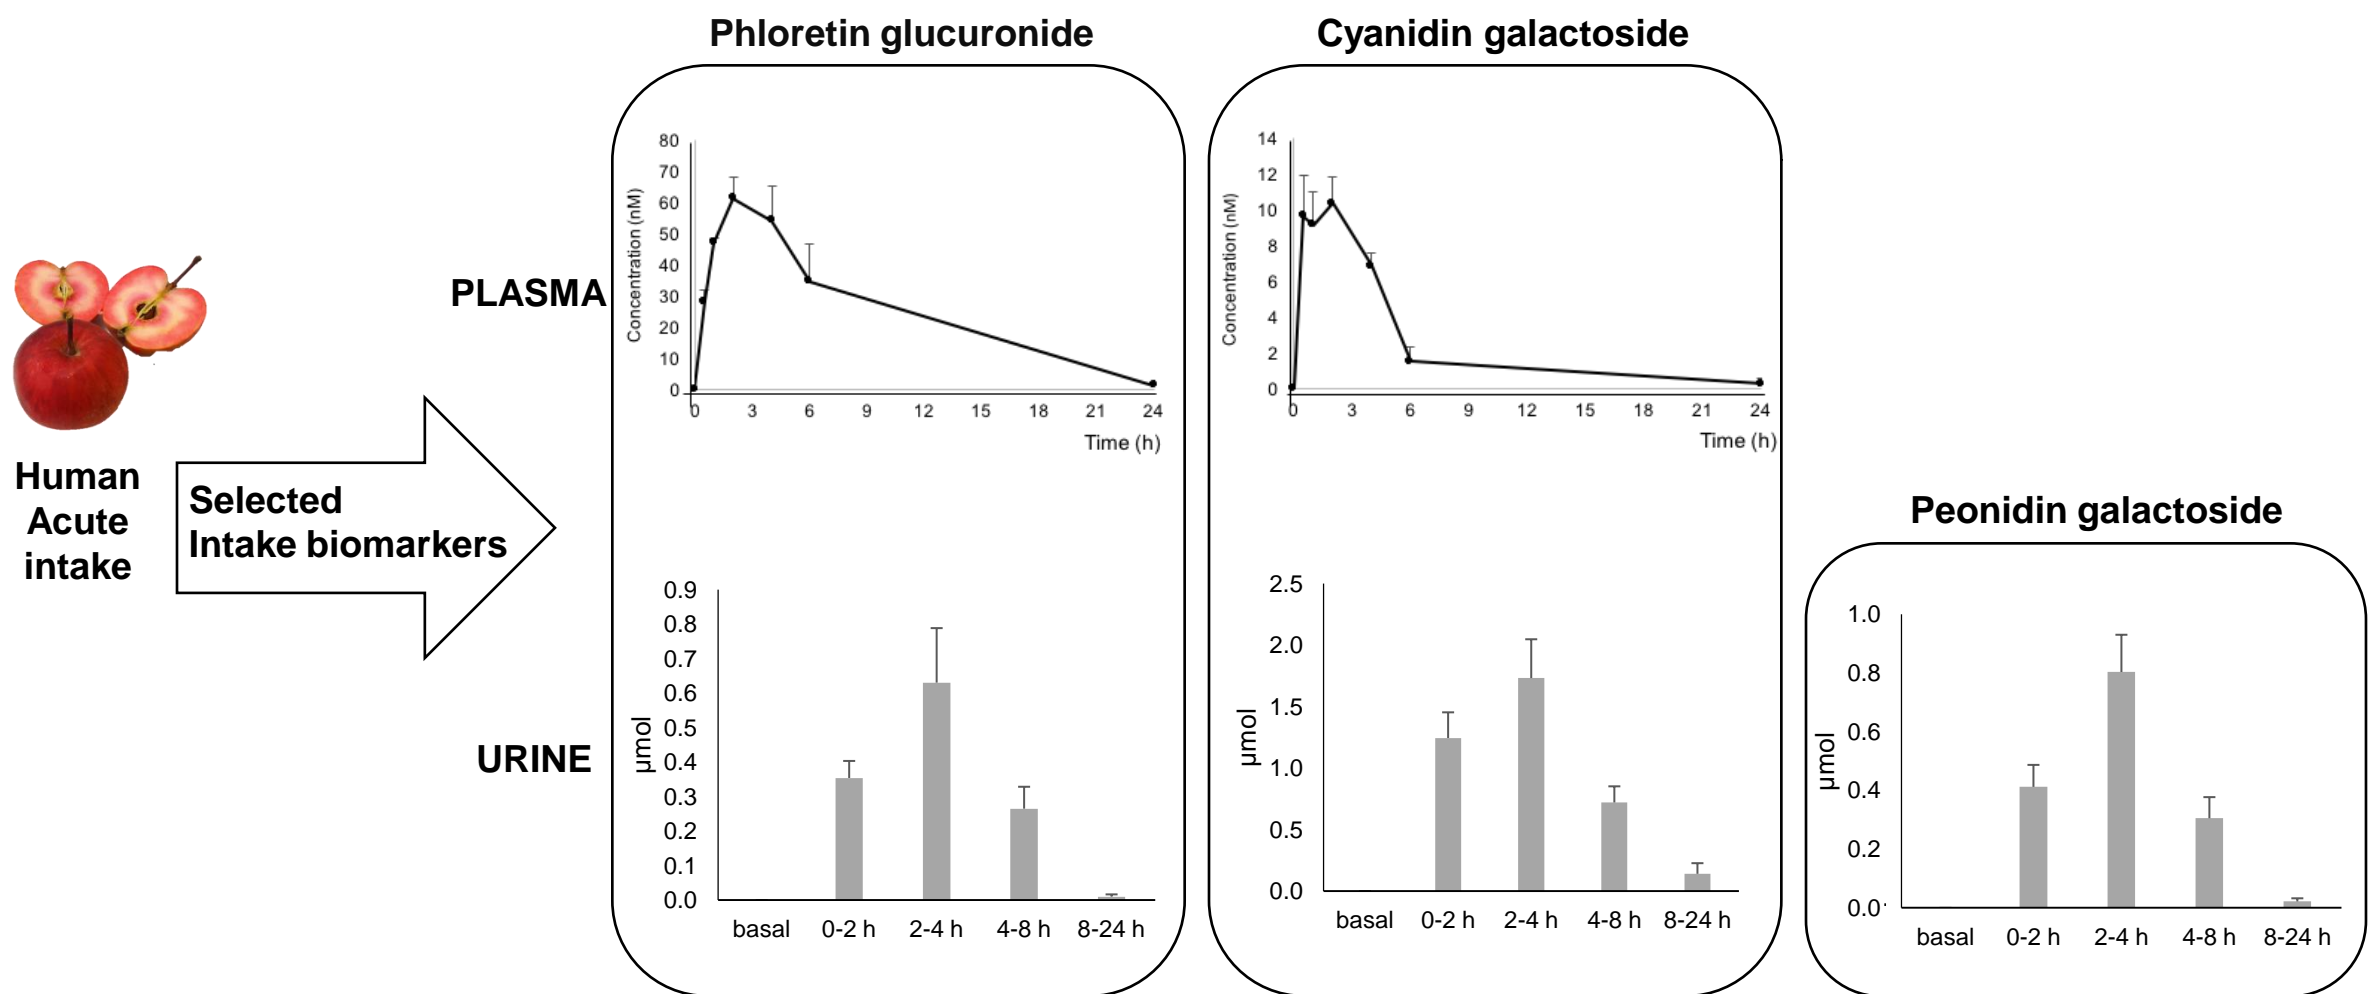 Phloretin glucuronide
Cyanidin galactoside
PLASMA
Concentration (nM)
80
70
60
50
40
30
20
10
0
0 3 6 9 12 15 18 21 24
Time (h)
Concentration (nM)
14
12
10
8
6
4
2
0
0 3 6 9 12 15 18 21 24
Time (h)
Human
Acute
intake
Selected
Intake biomarkers
Peonidin galactoside
URINE
µmol
0.9
0.8
0.7
0.6
0.5
0.4
0.3
0.2
0.1
0.0
basal 0-2 h 2-4 h 4-8 h 8-24 h
µmol
2.5
2.0
1.5
1.0
0.5
0.0
basal 0-2 h 2-4 h 4-8 h 8-24 h
µmol
1.0
0.8
0.6
0.4
0.2
0.0
basal 0-2 h 2-4 h 4-8 h 8-24 h